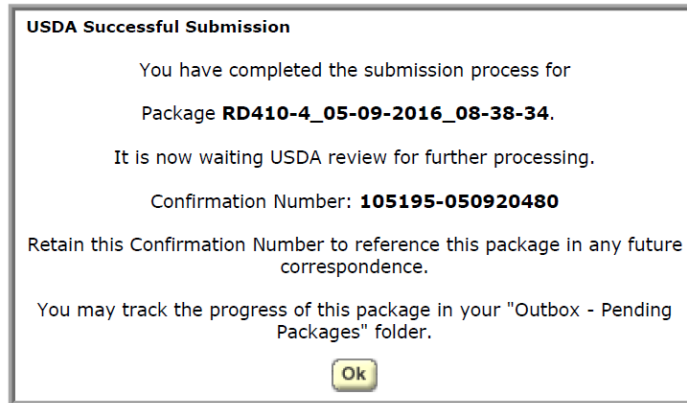 USDA Successful Submission
You have completed the submission process for
Package RD410-4_05-09-2016_08-38-34.
It is now waiting USDA review for further processing.
Confirmation Number: 105195-050920480
Retain this Confirmation Number to reference this package in any future
correspondence.
You may track the progress of this package in your "Outbox - Pending
Packages" folder.
Ok